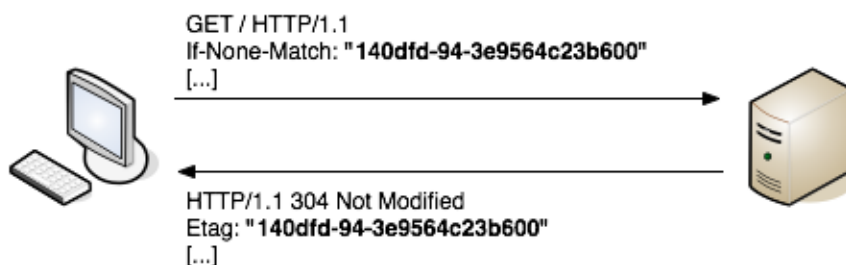 GET / HTTP/1.1
If-None-Match: "140dfd-94-3e9564c23b600"
[...]
HTTP/1.1 304 Not Modified
Etag: "140dfd-94-3e9564c23b600"
[...]